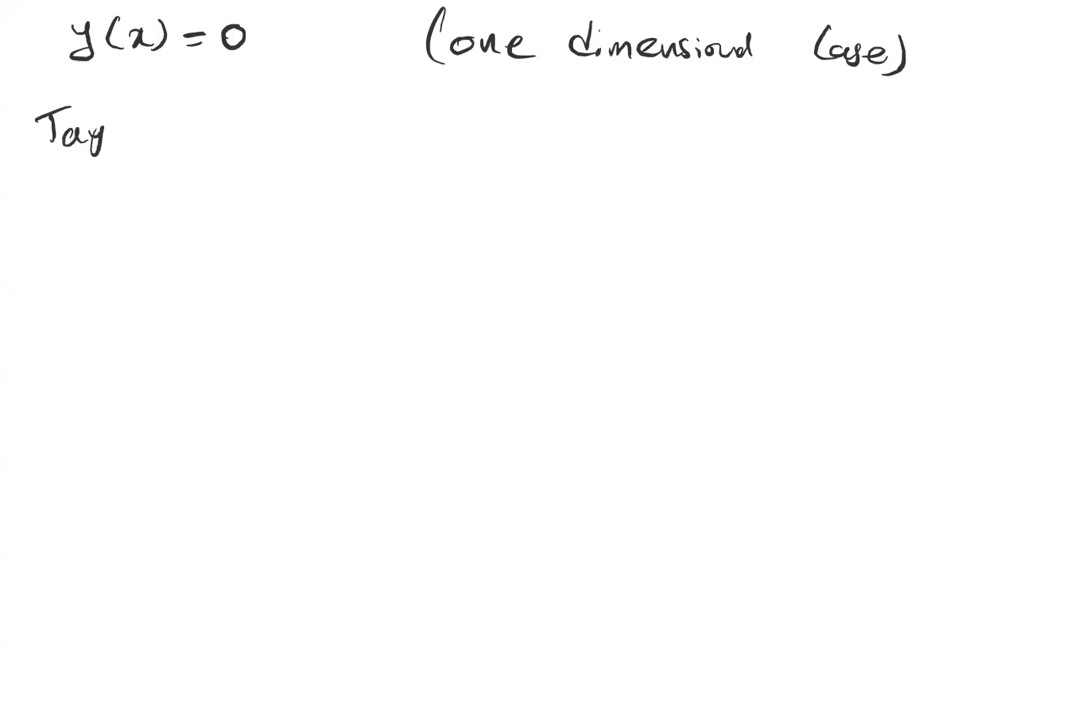 y(x) = 0 (one dimensional case)
Tay